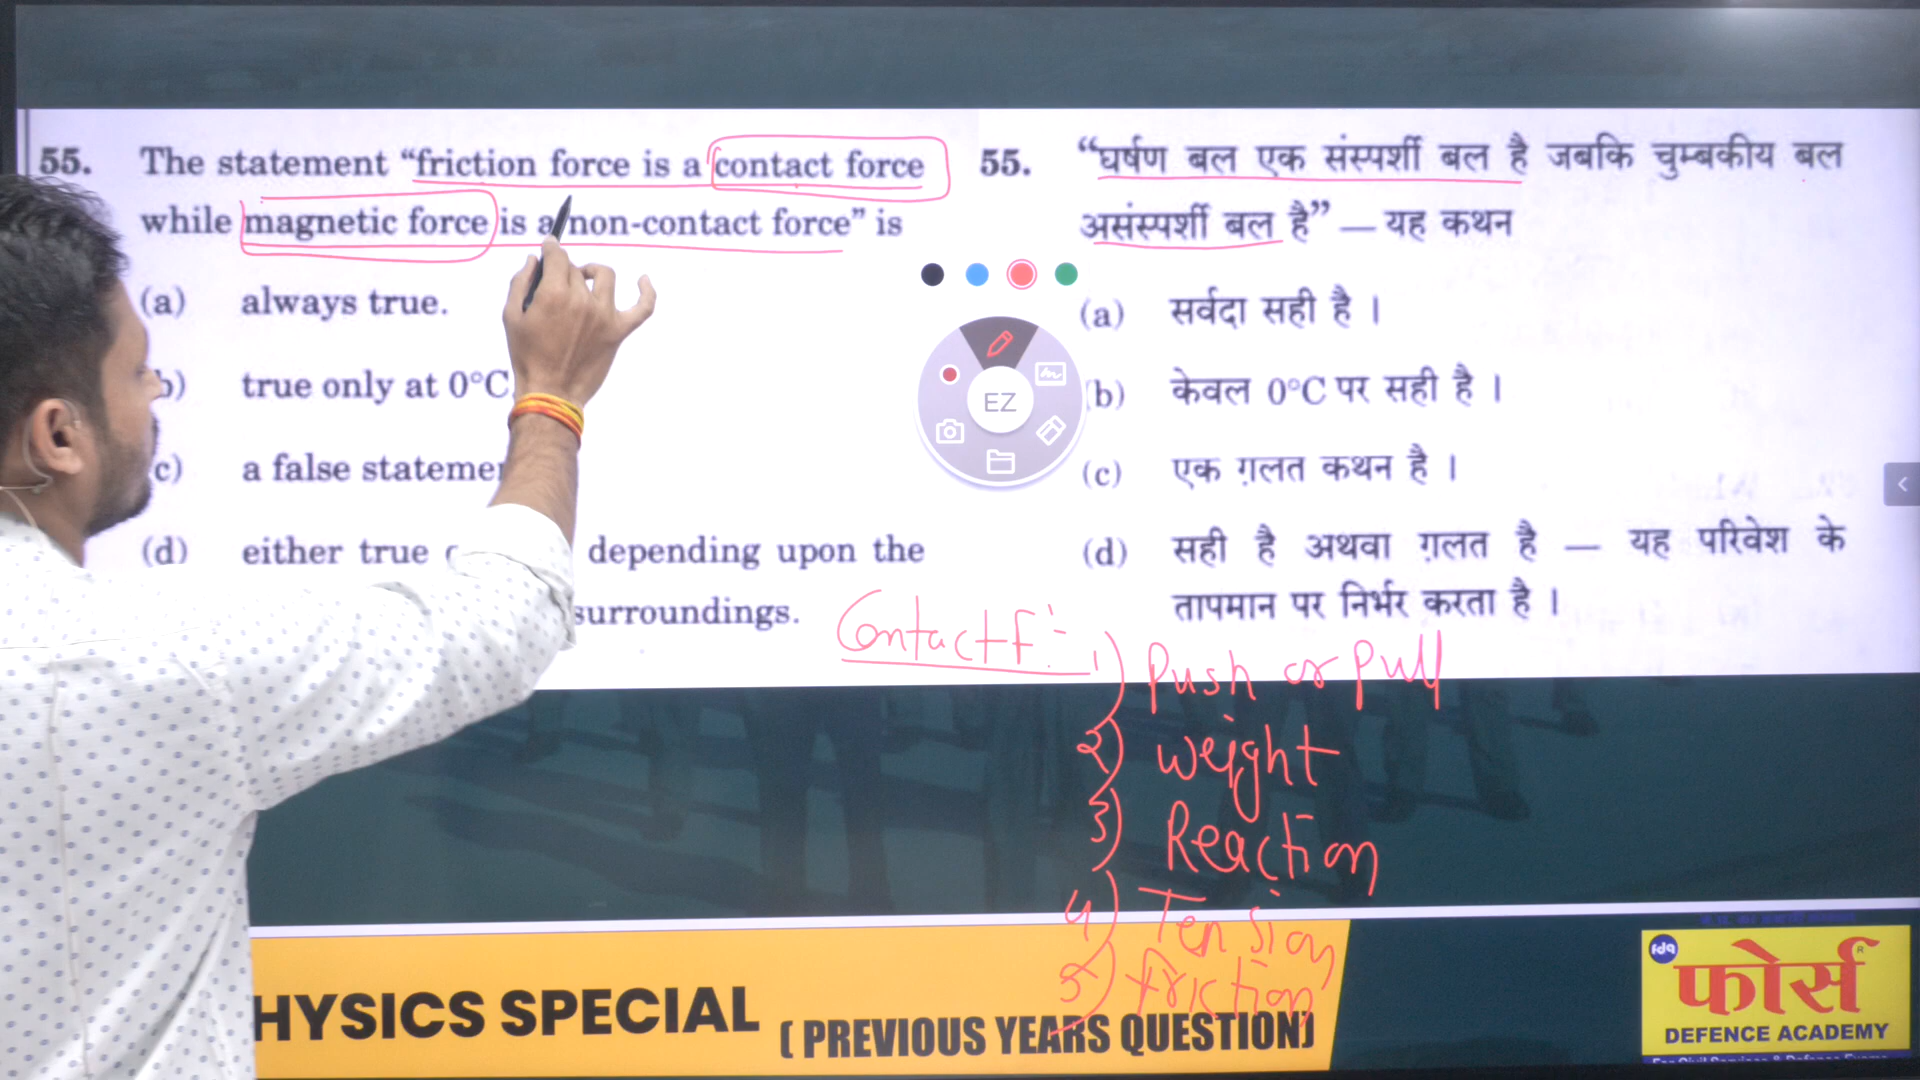 55. The statement “friction force is a contact force
while magnetic force is a non-contact force” is
(a) always true.
b) true only at 0°C
c) a false statemen
(d) either true depending upon the
surroundings.
55. “घर्षण बल एक संस्पर्शी बल है जबकि चुम्बकीय बल
असंस्पर्शी बल है” — यह कथन
(a) सर्वदा सही है ।
(b) केवल 0°C पर सही है ।
(c) एक ग़लत कथन है ।
(d) सही है अथवा ग़लत है — यह परिवेश के
तापमान पर निर्भर करता है ।
EZ
Contact F :-
1) Push or Pull
2) Weight
3) Reaction
4) Tension
5) friction
HYSICS SPECIAL
( PREVIOUS YEARS QUESTION)
fda
फोर्स
DEFENCE ACADEMY